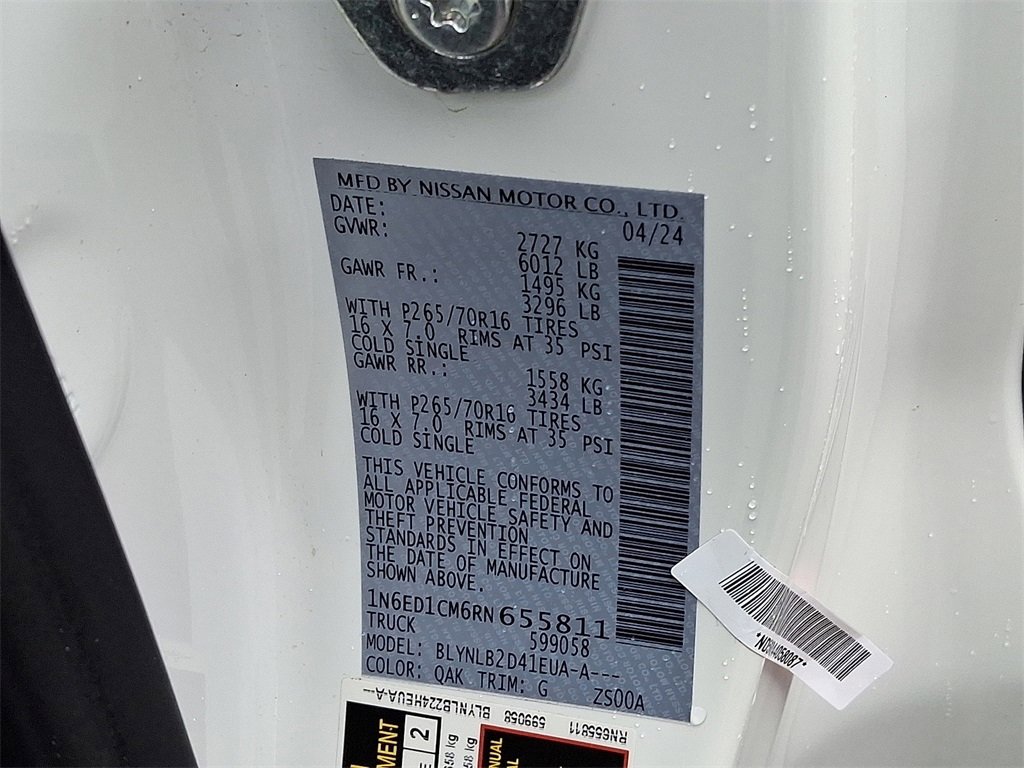 MFD BY NISSAN MOTOR CO., LTD.
DATE: 04/24
GVWR: 2727 KG
6012 LB
GAWR FR.: 1495 KG
3296 LB
WITH P265/70R16 TIRES
16 X 7.0 RIMS AT 35 PSI
COLD SINGLE
GAWR RR.: 1558 KG
3434 LB
WITH P265/70R16 TIRES
16 X 7.0 RIMS AT 35 PSI
COLD SINGLE
THIS VEHICLE CONFORMS TO
ALL APPLICABLE FEDERAL
MOTOR VEHICLE SAFETY AND
THEFT PREVENTION
STANDARDS IN EFFECT ON
THE DATE OF MANUFACTURE
SHOWN ABOVE.
1N6ED1CM6RN655811
TRUCK 599058
MODEL: BLYNLB2D41EUA-A---
COLOR: QAK TRIM: G ZS00A
RN655811 599058 BLYNLB224HEUA-A--
2